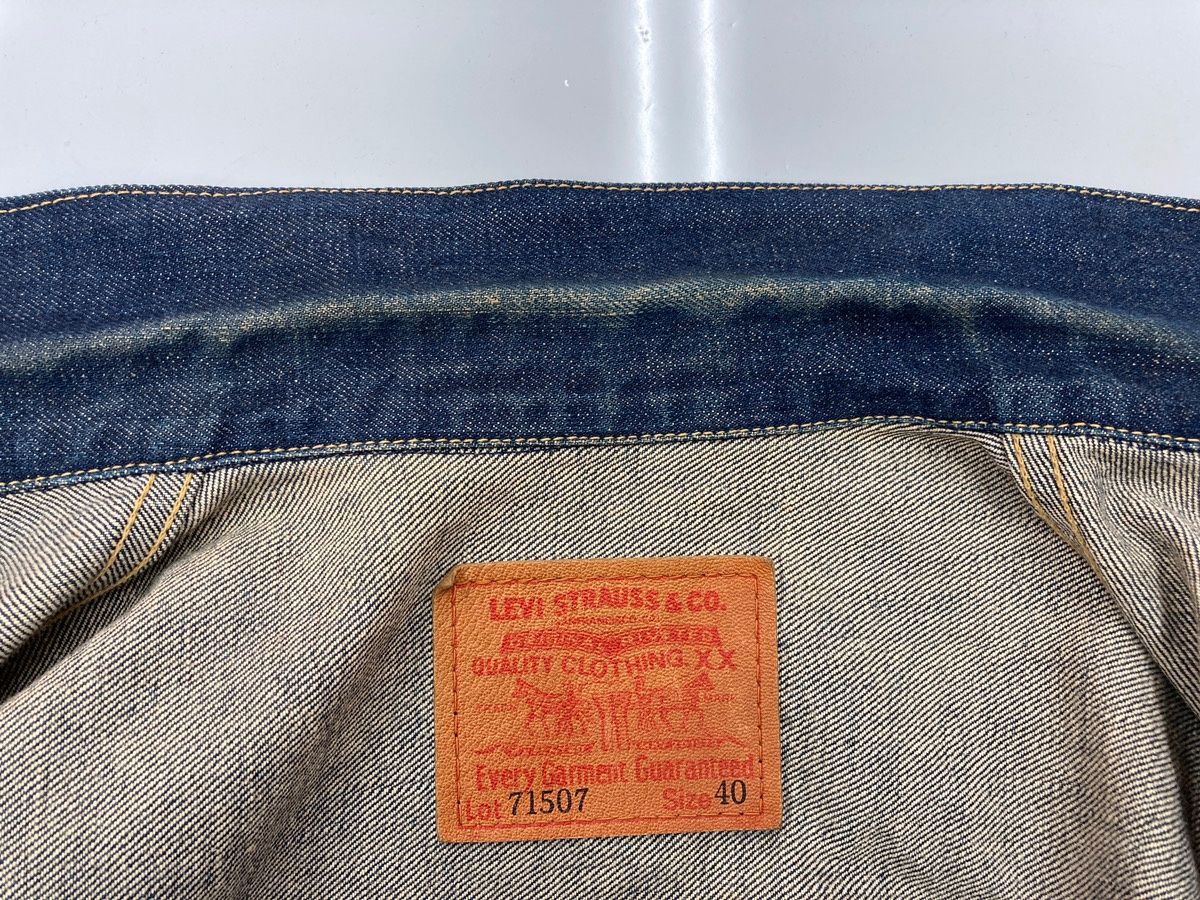 LEVI STRAUSS & CO.
QUALITY CLOTHING XX
Every Garment Guaranteed
Lot 71507 Size 40